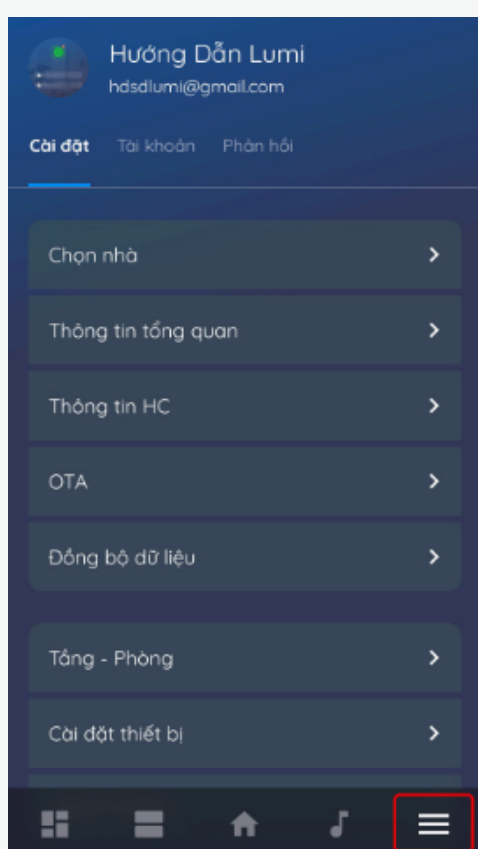 Hướng Dẫn Lumi
hdsdlumi@gmail.com
Cài đặt Tài khoản Phản hồi
Chọn nhà
Thông tin tổng quan
Thông tin HC
OTA
Đồng bộ dữ liệu
Tầng - Phòng
Cài đặt thiết bị